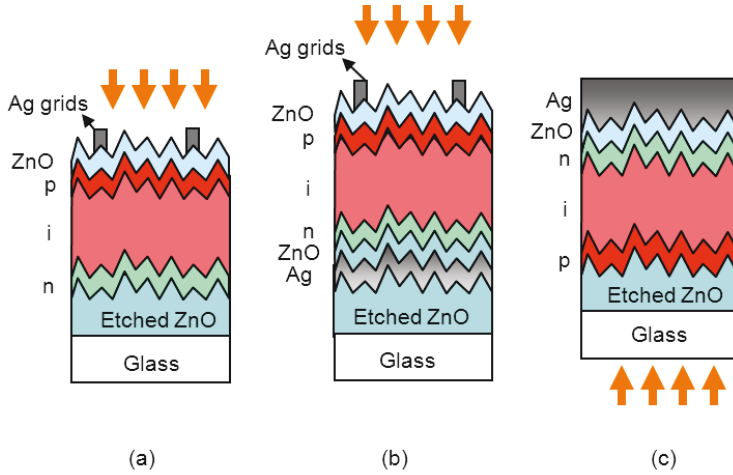 Ag grids
ZnO
p
i
n
Etched ZnO
Glass
(a)
Ag grids
ZnO
p
i
n
ZnO
Ag
Etched ZnO
Glass
(b)
Ag
ZnO
n
i
p
Etched ZnO
Glass
(c)